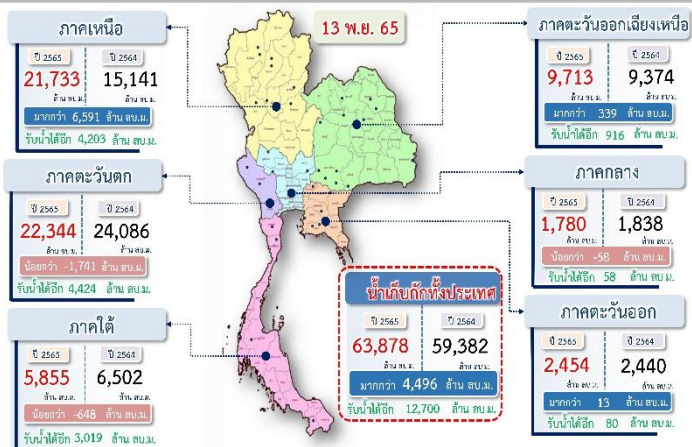 ภาคเหนือ
ปี 2565 ปี 2564
21,733 15,141
ล้าน ลบ.ม. ล้าน ลบ.ม.
มากกว่า 6,591 ล้าน ลบ.ม.
รับน้ำได้อีก 4,203 ล้าน ลบ.ม.
ภาคตะวันตก
ปี 2565 ปี 2564
22,344 24,086
ล้าน ลบ.ม. ล้าน ลบ.ม.
น้อยกว่า -1,741 ล้าน ลบ.ม.
รับน้ำได้อีก 4,424 ล้าน ลบ.ม.
ภาคใต้
ปี 2565 ปี 2564
5,855 6,502
ล้าน ลบ.ม. ล้าน ลบ.ม.
น้อยกว่า -648 ล้าน ลบ.ม.
รับน้ำได้อีก 3,019 ล้าน ลบ.ม.
13 พ.ย. 65
น้ำเก็บกักทั้งประเทศ
ปี 2565 ปี 2564
63,878 59,382
ล้าน ลบ.ม. ล้าน ลบ.ม.
มากกว่า 4,496 ล้าน ลบ.ม.
รับน้ำได้อีก 12,700 ล้าน ลบ.ม.
ภาคตะวันออกเฉียงเหนือ
ปี 2565 ปี 2564
9,713 9,374
ล้าน ลบ.ม. ล้าน ลบ.ม.
มากกว่า 339 ล้าน ลบ.ม.
รับน้ำได้อีก 916 ล้าน ลบ.ม.
ภาคกลาง
ปี 2565 ปี 2564
1,780 1,838
ล้าน ลบ.ม. ล้าน ลบ.ม.
น้อยกว่า -58 ล้าน ลบ.ม.
รับน้ำได้อีก 58 ล้าน ลบ.ม.
ภาคตะวันออก
ปี 2565 ปี 2564
2,454 2,440
ล้าน ลบ.ม. ล้าน ลบ.ม.
มากกว่า 13 ล้าน ลบ.ม.
รับน้ำได้อีก 80 ล้าน ลบ.ม.